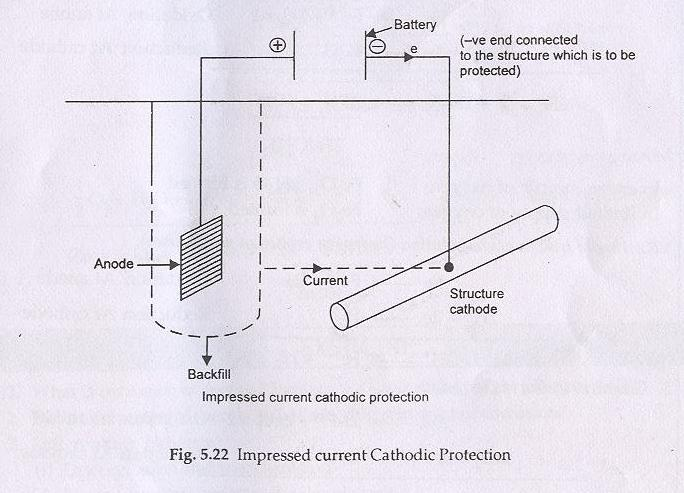 Battery
⊕
⊖
e
(–ve end connected
to the structure which is to be
protected)
Anode
Current
Structure
cathode
Backfill
Impressed current cathodic protection
Fig. 5.22 Impressed current Cathodic Protection